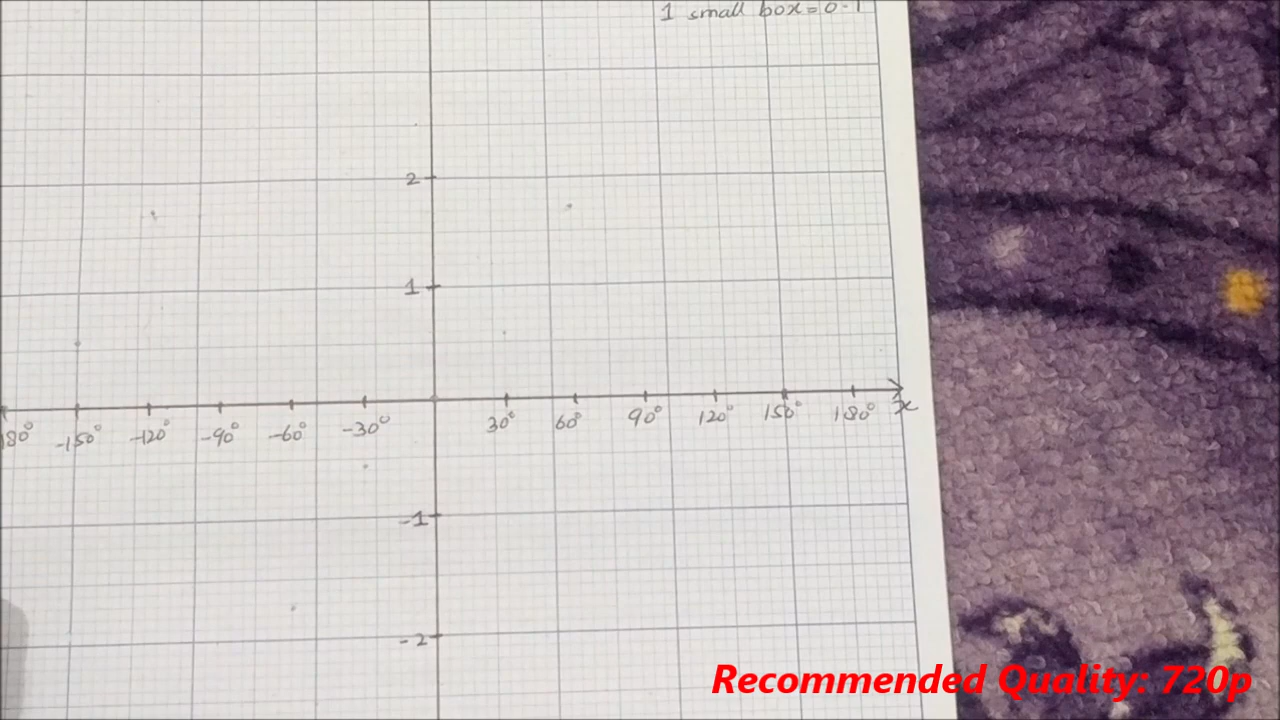 1 small box = 0.1
2
1
180° -150° -120° -90° -60° -30° 30° 60° 90° 120° 150° 180° x
-1
-2
Recommended Quality: 720p